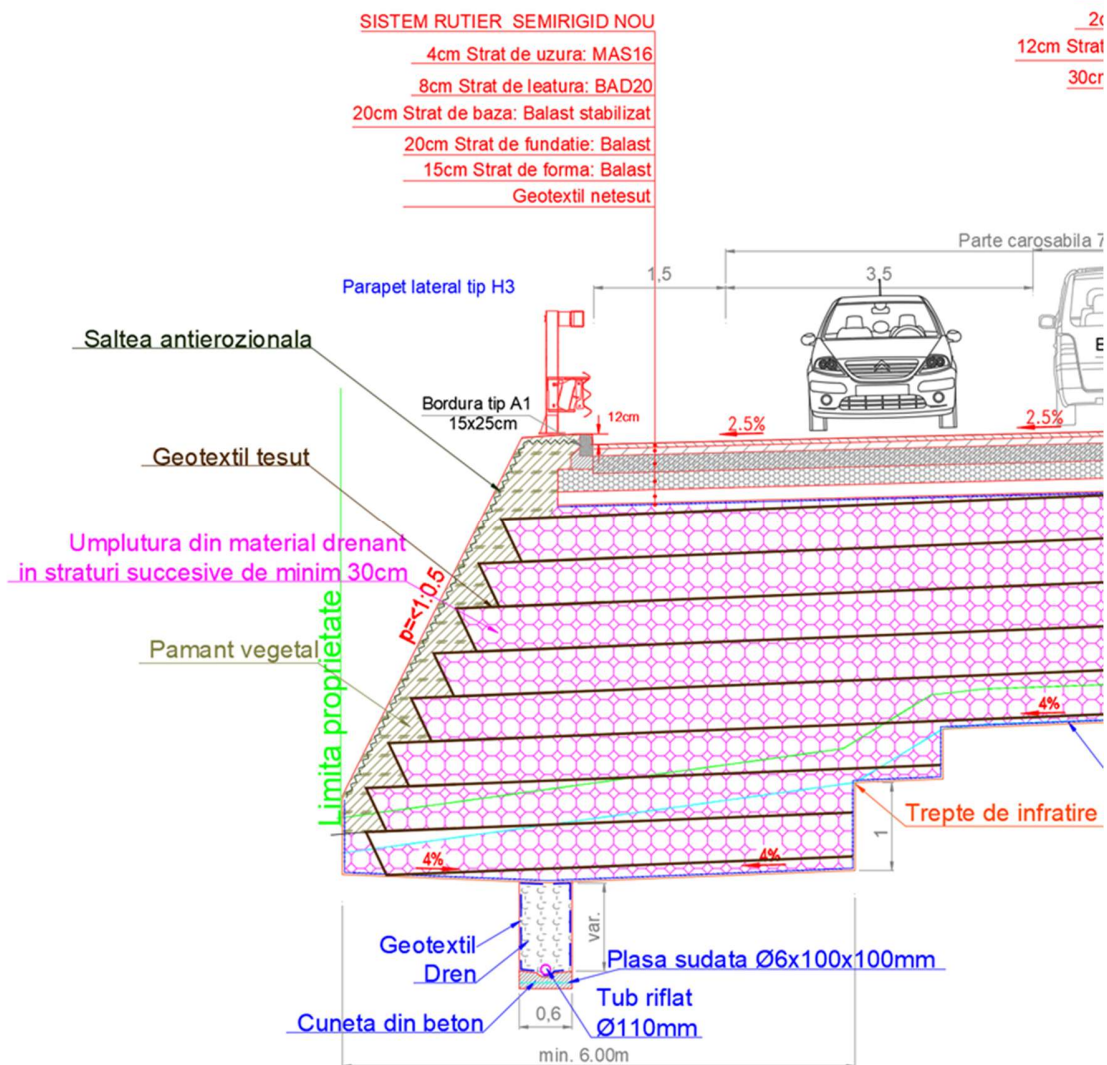 SISTEM RUTIER SEMIRIGID NOU
4cm Strat de uzura: MAS16
8cm Strat de leatura: BAD20
20cm Strat de baza: Balast stabilizat
20cm Strat de fundatie: Balast
15cm Strat de forma: Balast
Geotextil netesut
12cm Strat
30cm
Parte carosabila 7
1,5
3,5
Parapet lateral tip H3
Saltea antierozionala
Bordura tip A1
15x25cm
12cm
2.5%
2.5%
Geotextil tesut
Umplutura din material drenant
in straturi succesive de minim 30cm
p=<1:0.5
Limita proprietate
Pamant vegetal
4%
Trepte de infratire
1
4%
4%
var.
Geotextil
Dren
Plasa sudata Ø6x100x100mm
Tub riflat
Ø110mm
Cuneta din beton
0,6
min. 6.00m